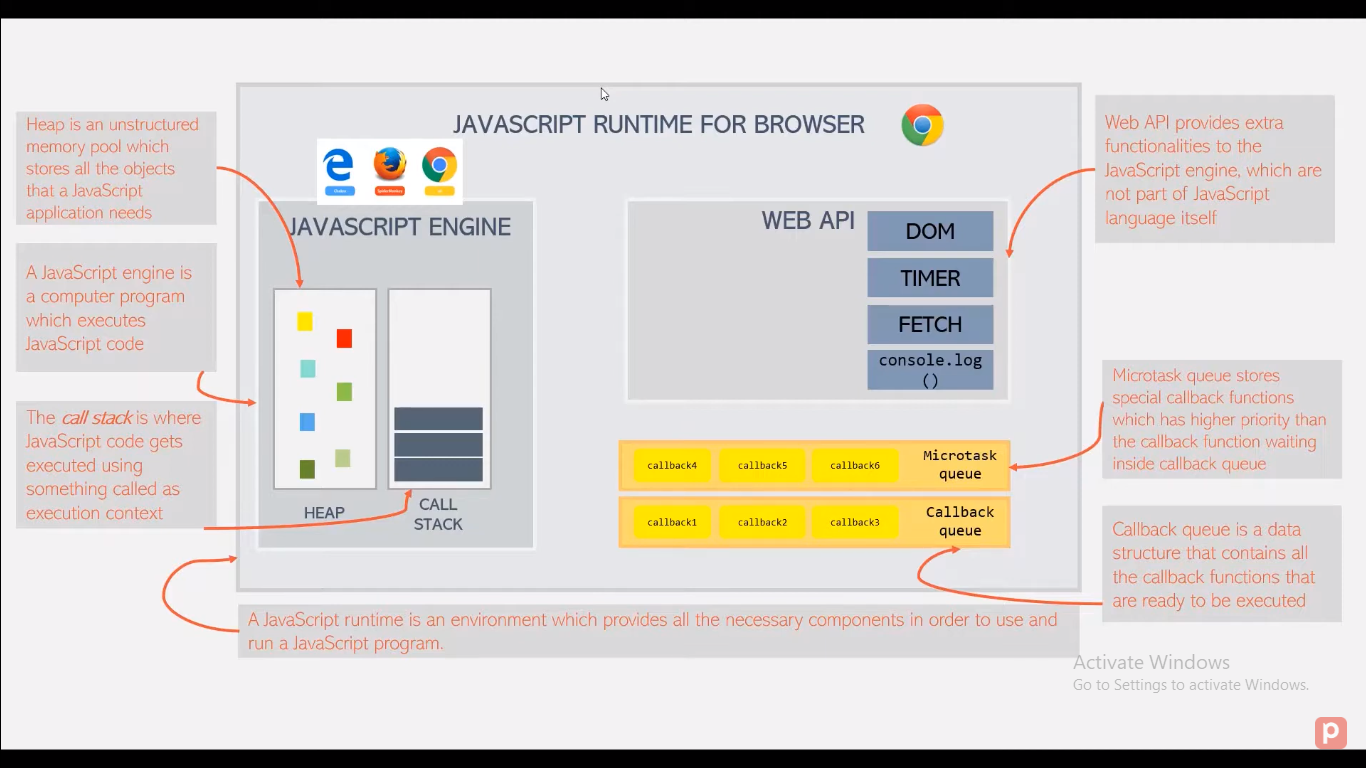 JAVASCRIPT RUNTIME FOR BROWSER
Heap is an unstructured
memory pool which
stores all the objects
that a JavaScript
application needs
A JavaScript engine is
a computer program
which executes
JavaScript code
The call stack is where
JavaScript code gets
executed using
something called as
execution context
JAVASCRIPT ENGINE
HEAP
CALL
STACK
WEB API
DOM
TIMER
FETCH
console.log
()
callback4
callback5
callback6
Microtask
queue
callback1
callback2
callback3
Callback
queue
Web API provides extra
functionalities to the
JavaScript engine, which are
not part of JavaScript
language itself
Microtask queue stores
special callback functions
which has higher priority than
the callback function waiting
inside callback queue
Callback queue is a data
structure that contains all
the callback functions that
are ready to be executed
A JavaScript runtime is an environment which provides all the necessary components in order to use and
run a JavaScript program.
Activate Windows
Go to Settings to activate Windows.
p